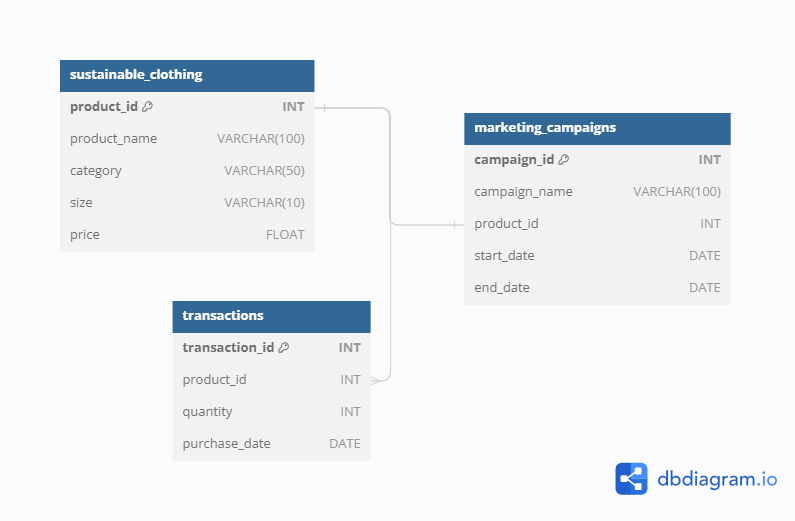 sustainable_clothing
product_id INT
product_name VARCHAR(100)
category VARCHAR(50)
size VARCHAR(10)
price FLOAT
marketing_campaigns
campaign_id INT
campaign_name VARCHAR(100)
product_id INT
start_date DATE
end_date DATE
transactions
transaction_id INT
product_id INT
quantity INT
purchase_date DATE
dbdiagram.io